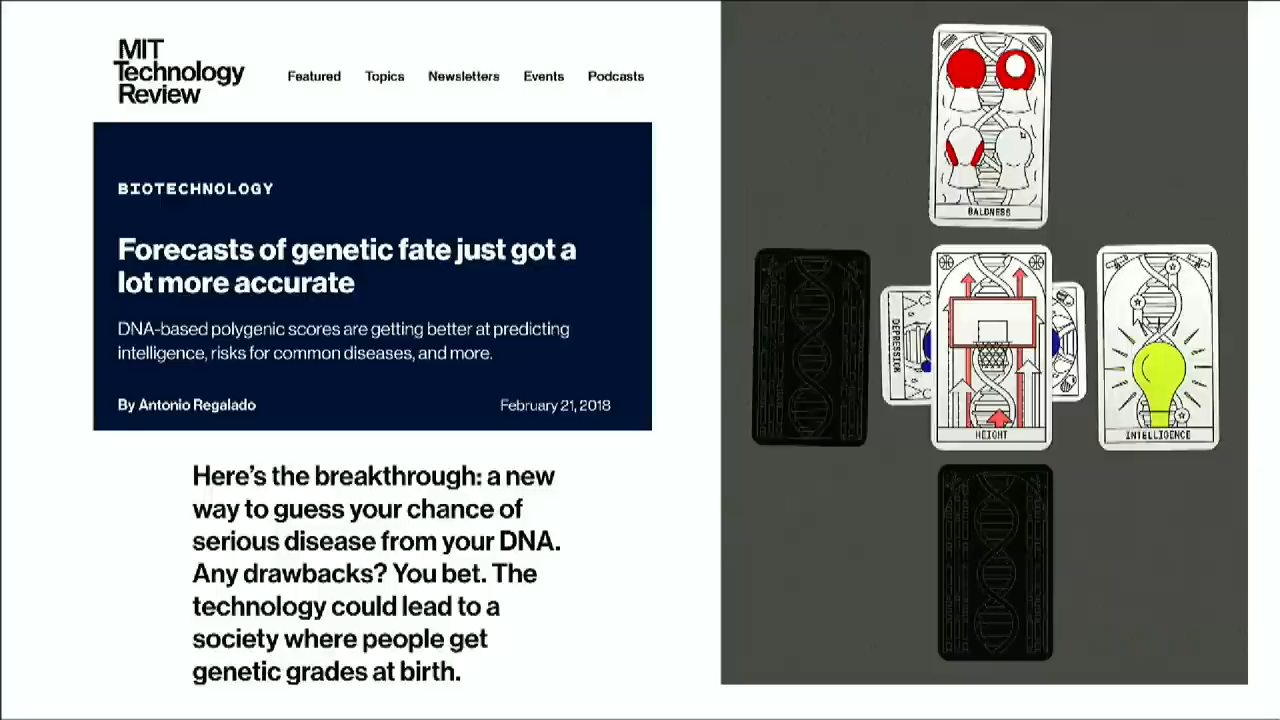 MIT
Technology
Review
Featured Topics Newsletters Events Podcasts
BIOTECHNOLOGY
Forecasts of genetic fate just got a
lot more accurate
DNA-based polygenic scores are getting better at predicting
intelligence, risks for common diseases, and more.
By Antonio Regalado February 21, 2018
Here’s the breakthrough: a new
way to guess your chance of
serious disease from your DNA.
Any drawbacks? You bet. The
technology could lead to a
society where people get
genetic grades at birth.
BALDNESS
DEPRESSION
HEIGHT
INTELLIGENCE